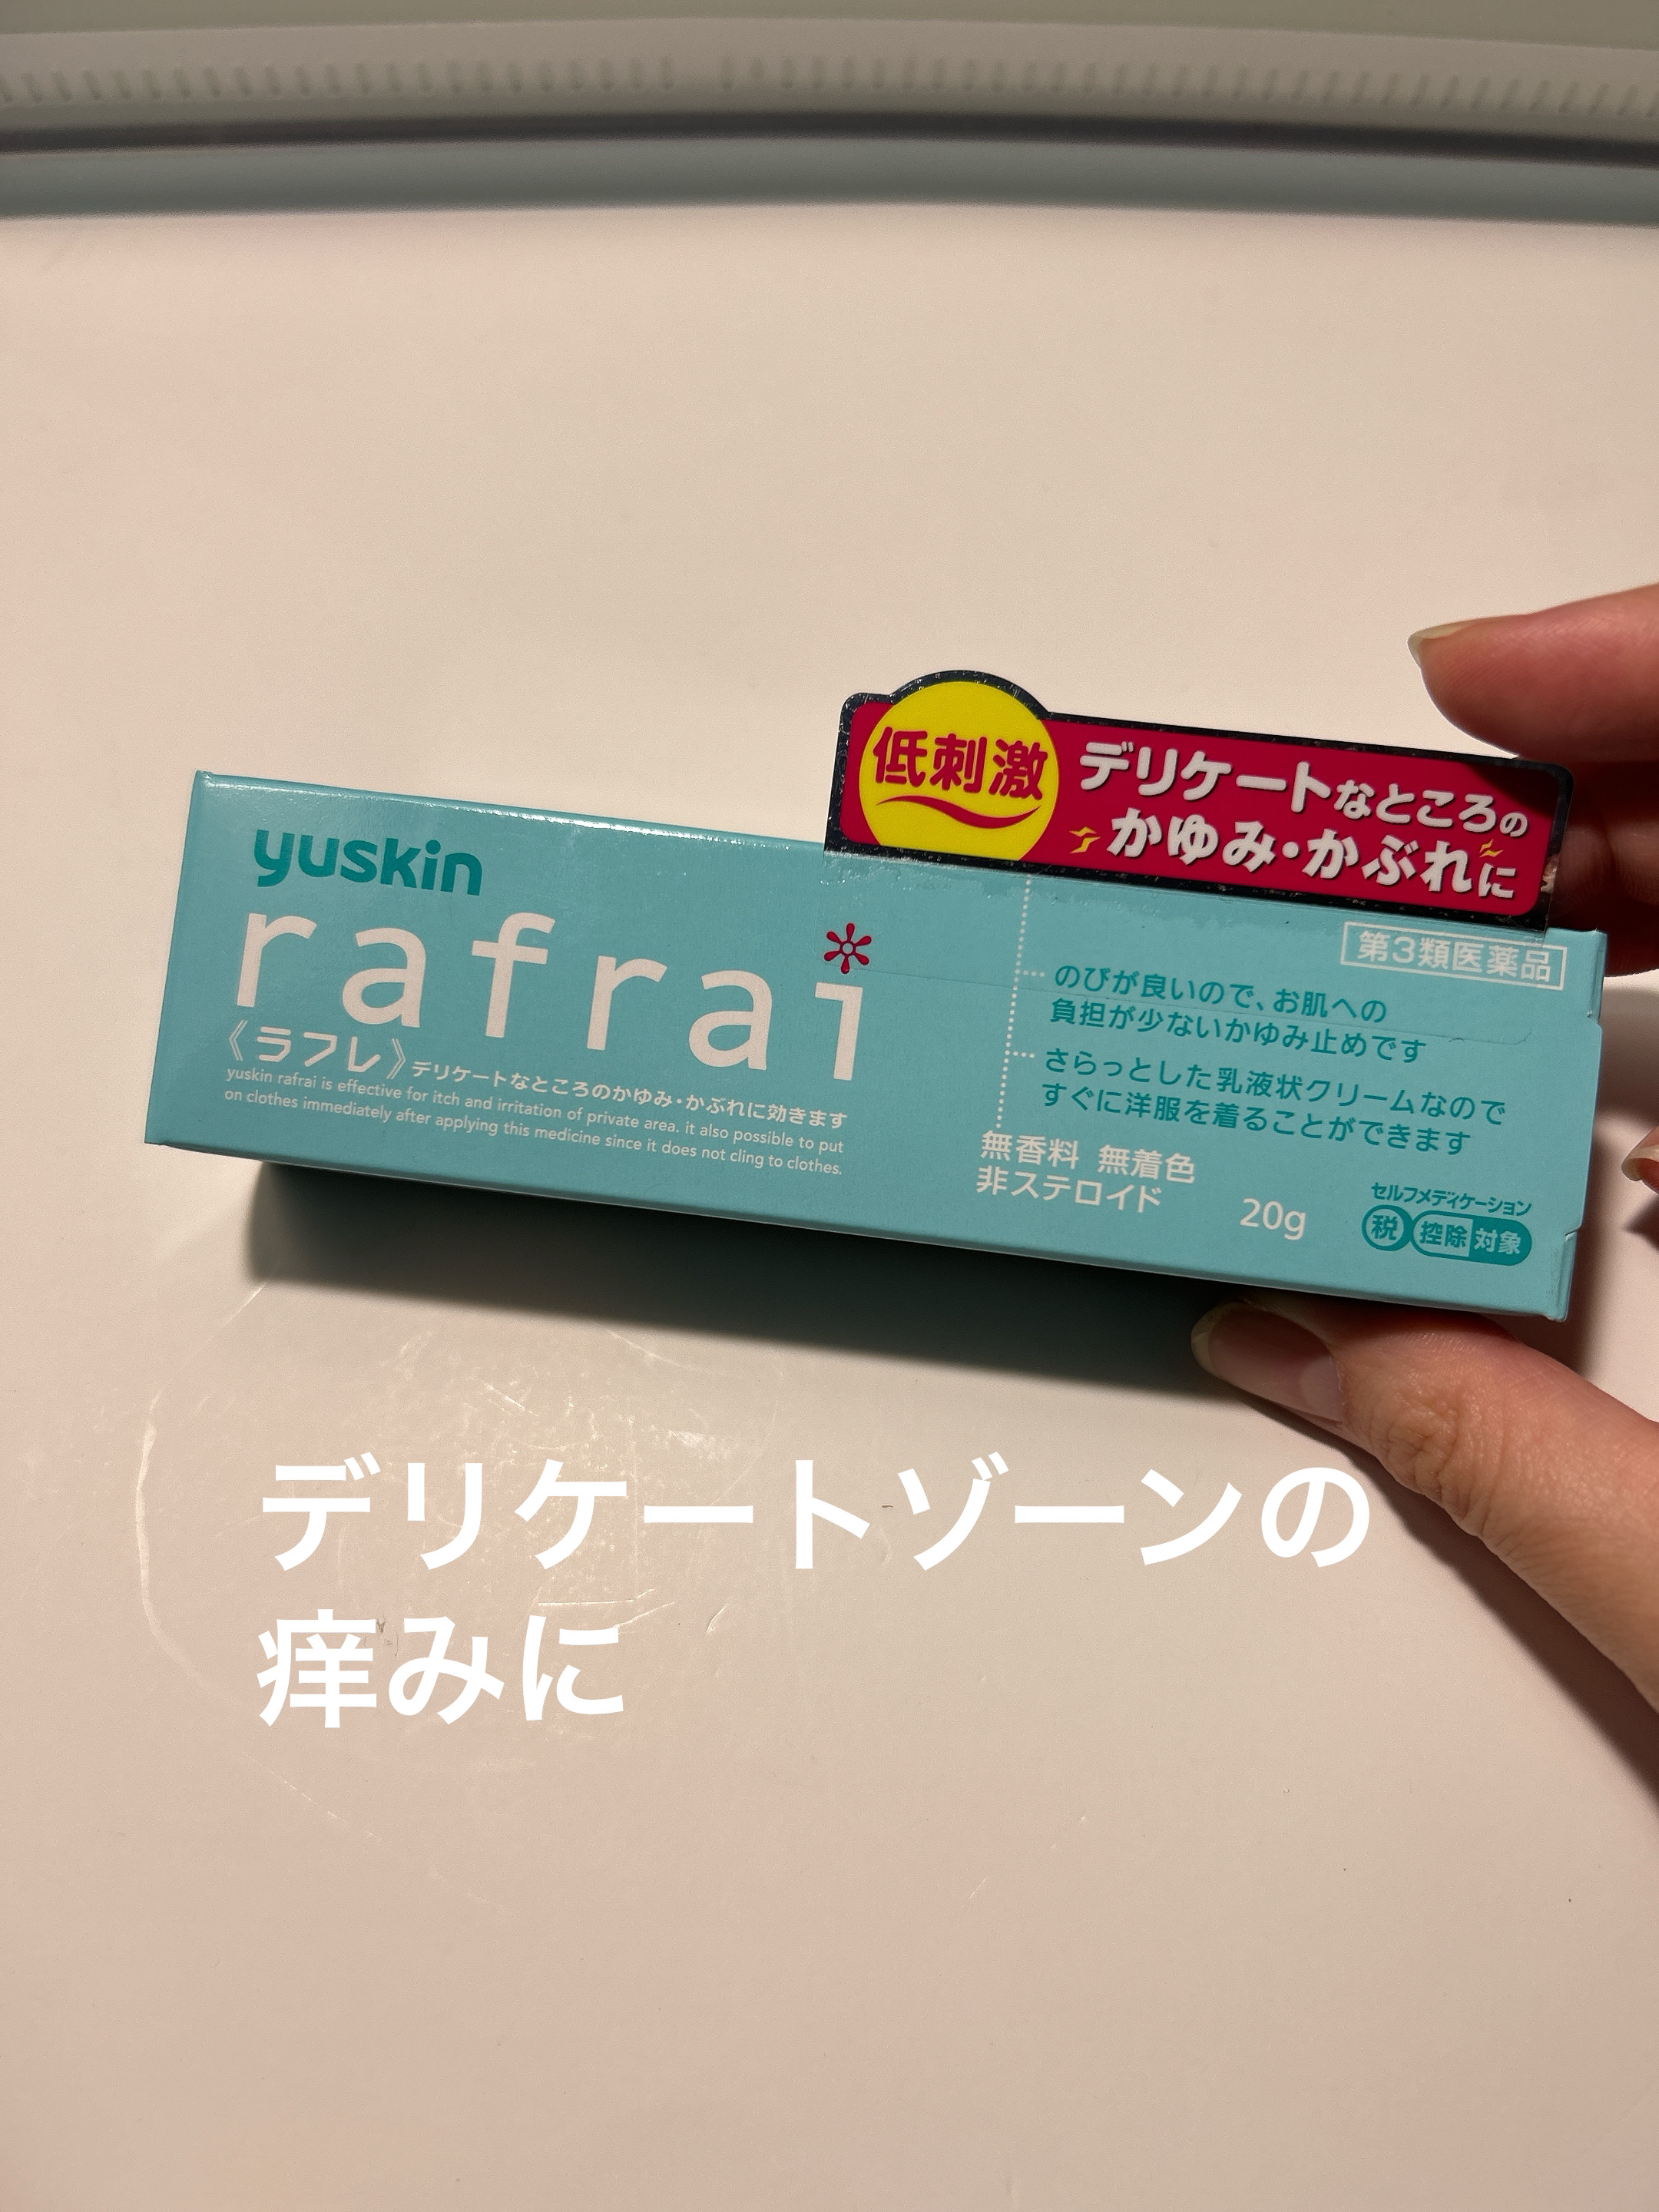 低刺激
デリケートなところの
かゆみ・かぶれに
yuskin
rafrai
《ラフレ》デリケートなところのかゆみ・かぶれに効きます
yuskin rafrai is effective for itch and irritation of private area. it also possible to put
on clothes immediately after applying this medicine since it does not cling to clothes.
第3類医薬品
のびが良いので、お肌への
負担が少ないかゆみ止めです
さらっとした乳液状クリームなので
すぐに洋服を着ることができます
無香料 無着色
非ステロイド
20g
セルフメディケーション
税 控除 対象
デリケートゾーンの
痒みに